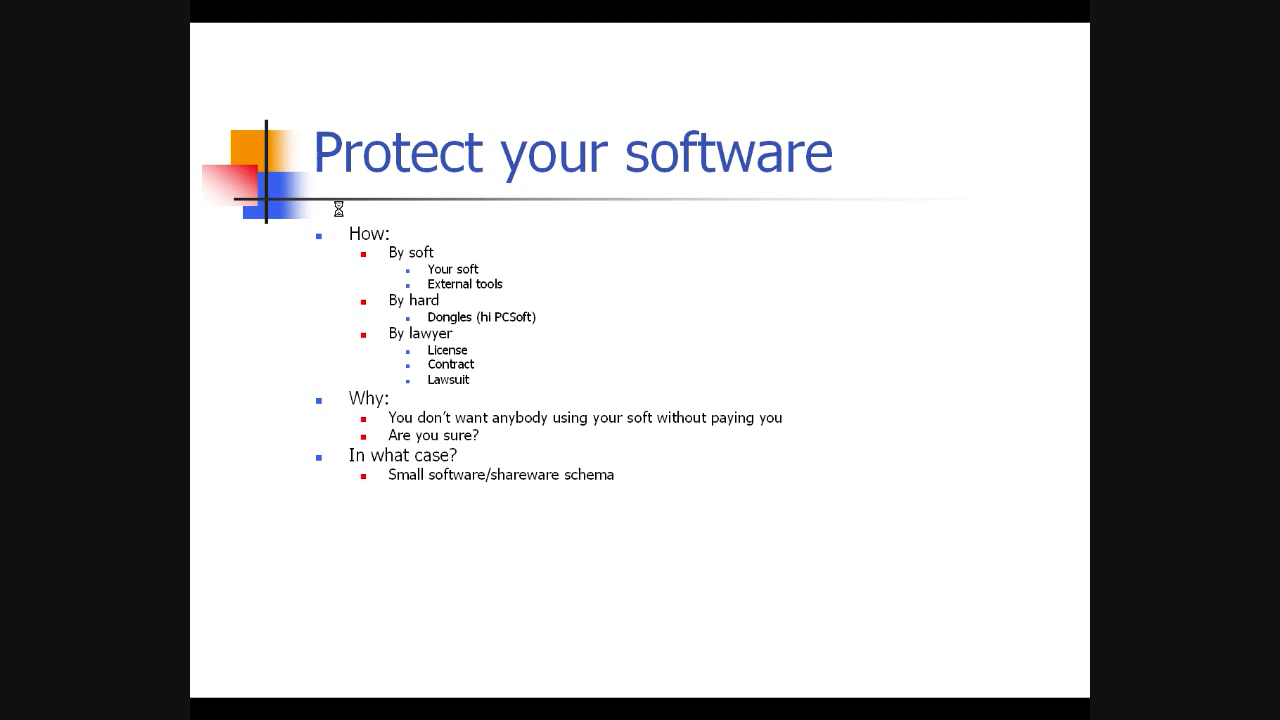 Protect your software
How:
By soft
Your soft
External tools
By hard
Dongles (hi PCSoft)
By lawyer
License
Contract
Lawsuit
Why:
You don't want anybody using your soft without paying you
Are you sure?
In what case?
Small software/shareware schema